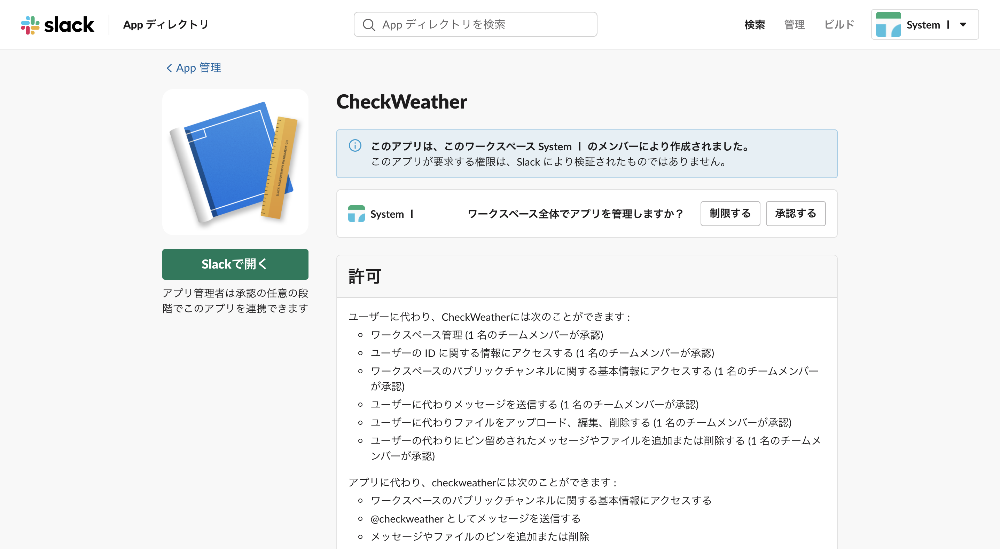 slack
App ディレクトリ
App ディレクトリを検索
検索
管理
ビルド
System I
App 管理
CheckWeather
このアプリは、このワークスペース System I のメンバーにより作成されました。
このアプリが要求する権限は、Slack により検証されたものではありません。
System I
ワークスペース全体でアプリを管理しますか？
制限する
承認する
SLACK MEASUREMENT INSTRUMENT CO.
Slackで開く
アプリ管理者は承認の任意の段
階でこのアプリを連携できます
許可
ユーザーに代わり、CheckWeatherには次のことができます :
ワークスペース管理 (1 名のチームメンバーが承認)
ユーザーの ID に関する情報にアクセスする (1 名のチームメンバーが承認)
ワークスペースのパブリックチャンネルに関する基本情報にアクセスする (1 名のチームメンバー
が承認)
ユーザーに代わりメッセージを送信する (1 名のチームメンバーが承認)
ユーザーに代わりファイルをアップロード、編集、削除する (1 名のチームメンバーが承認)
ユーザーの代わりにピン留めされたメッセージやファイルを追加または削除する (1 名のチームメ
ンバーが承認)
アプリに代わり、checkweatherには次のことができます :
ワークスペースのパブリックチャンネルに関する基本情報にアクセスする
@checkweather としてメッセージを送信する
メッセージやファイルのピンを追加または削除